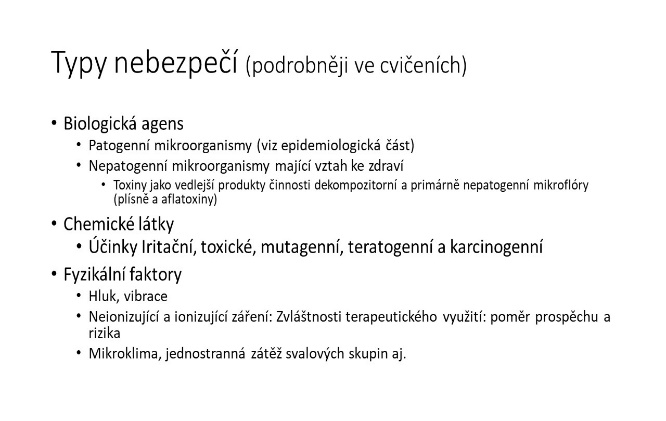 Typy nebezpečí (podrobněji ve cvičeních)
• Biologická agens
• Patogenní mikroorganismy (viz epidemiologická část)
• Nepatogenní mikroorganismy mající vztah ke zdraví
• Toxiny jako vedlejší produkty činnosti dekompozitorní a primárně nepatogenní mikroflóry
(plísně a aflatoxiny)
• Chemické látky
• Účinky Iritační, toxické, mutagenní, teratogenní a karcinogenní
• Fyzikální faktory
• Hluk, vibrace
• Neionizující a ionizující záření: Zvláštnosti terapeutického využití: poměr prospěchu a
rizika
• Mikroklima, jednostranná zátěž svalových skupin aj.